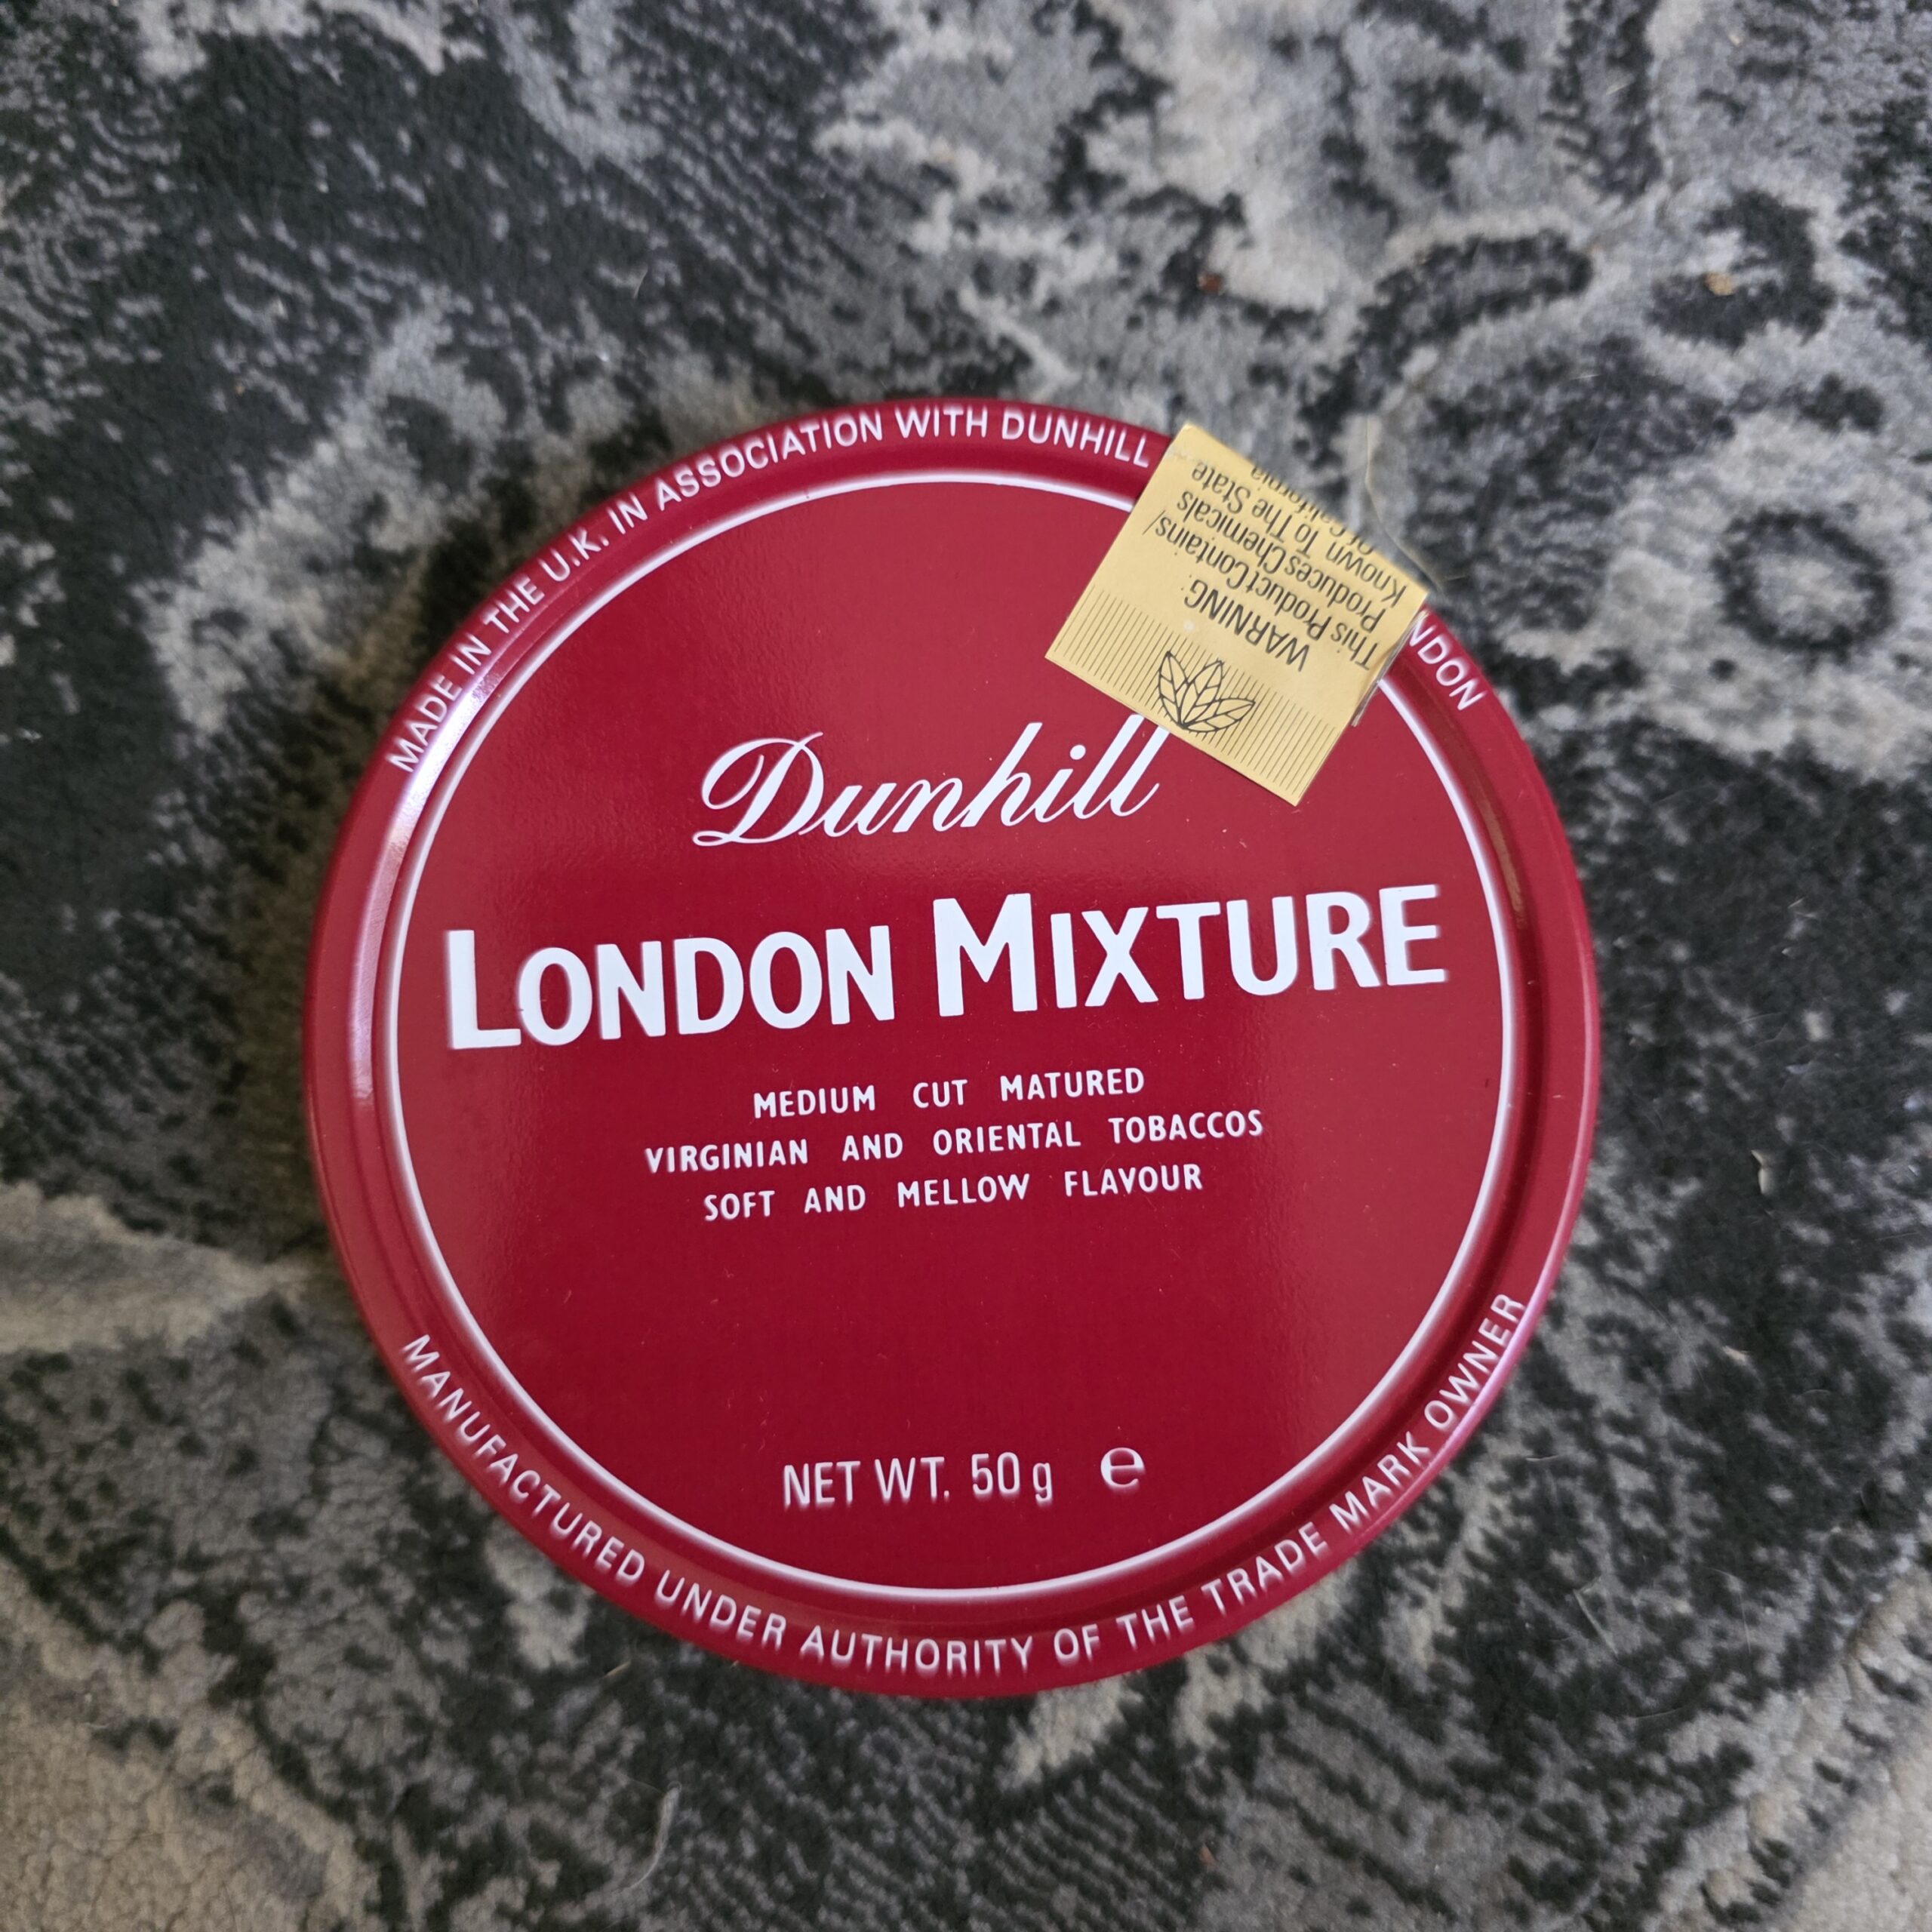 MADE IN THE U.K. IN ASSOCIATION WITH DUNHILL NDON
WARNING:
This Product Contains/
Produces Chemicals
Known To The State
Of California
Dunhill
LONDON MIXTURE
MEDIUM CUT MATURED
VIRGINIAN AND ORIENTAL TOBACCOS
SOFT AND MELLOW FLAVOUR
NET WT. 50 g ℮
MANUFACTURED UNDER AUTHORITY OF THE TRADE MARK OWNER